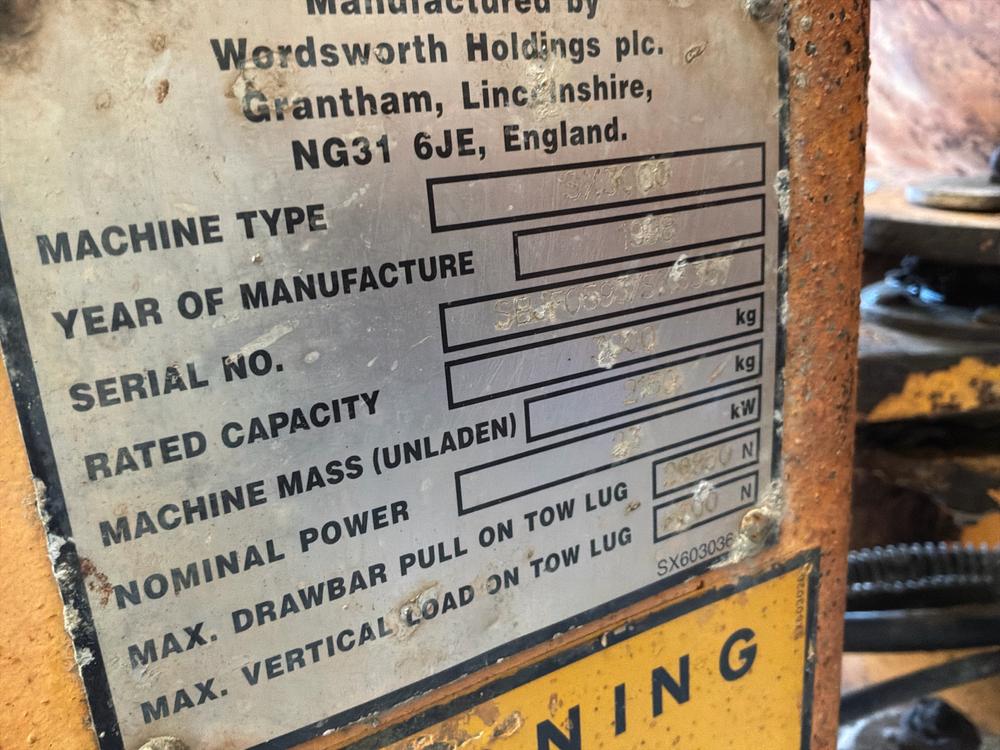 Manufactured by
Wordsworth Holdings plc.
Grantham, Lincolnshire,
NG31 6JE, England.
MACHINE TYPE SX3000
YEAR OF MANUFACTURE
SERIAL NO.
RATED CAPACITY kg
MACHINE MASS (UNLADEN) kg
NOMINAL POWER kW
MAX. DRAWBAR PULL ON TOW LUG N
MAX. VERTICAL LOAD ON TOW LUG N
SX603036
NING